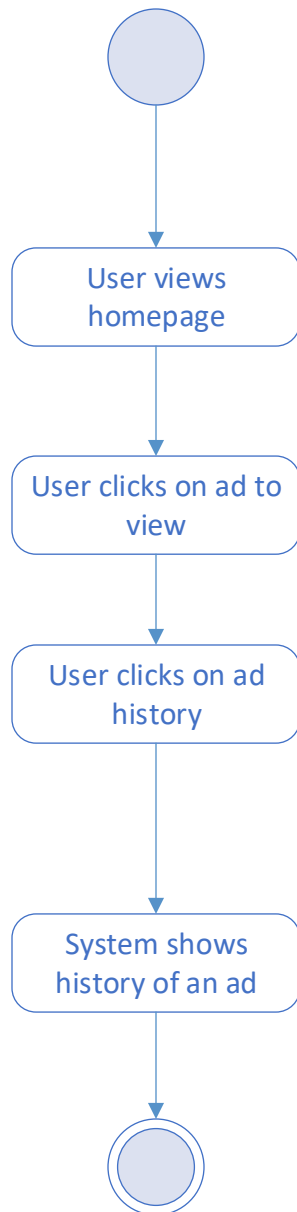 User views
homepage
User clicks on ad to
view
User clicks on ad
history
System shows
history of an ad